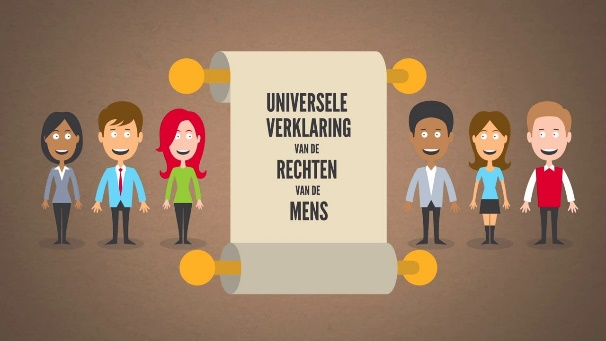 UNIVERSELE
VERKLARING
VAN DE
RECHTEN
VAN DE
MENS